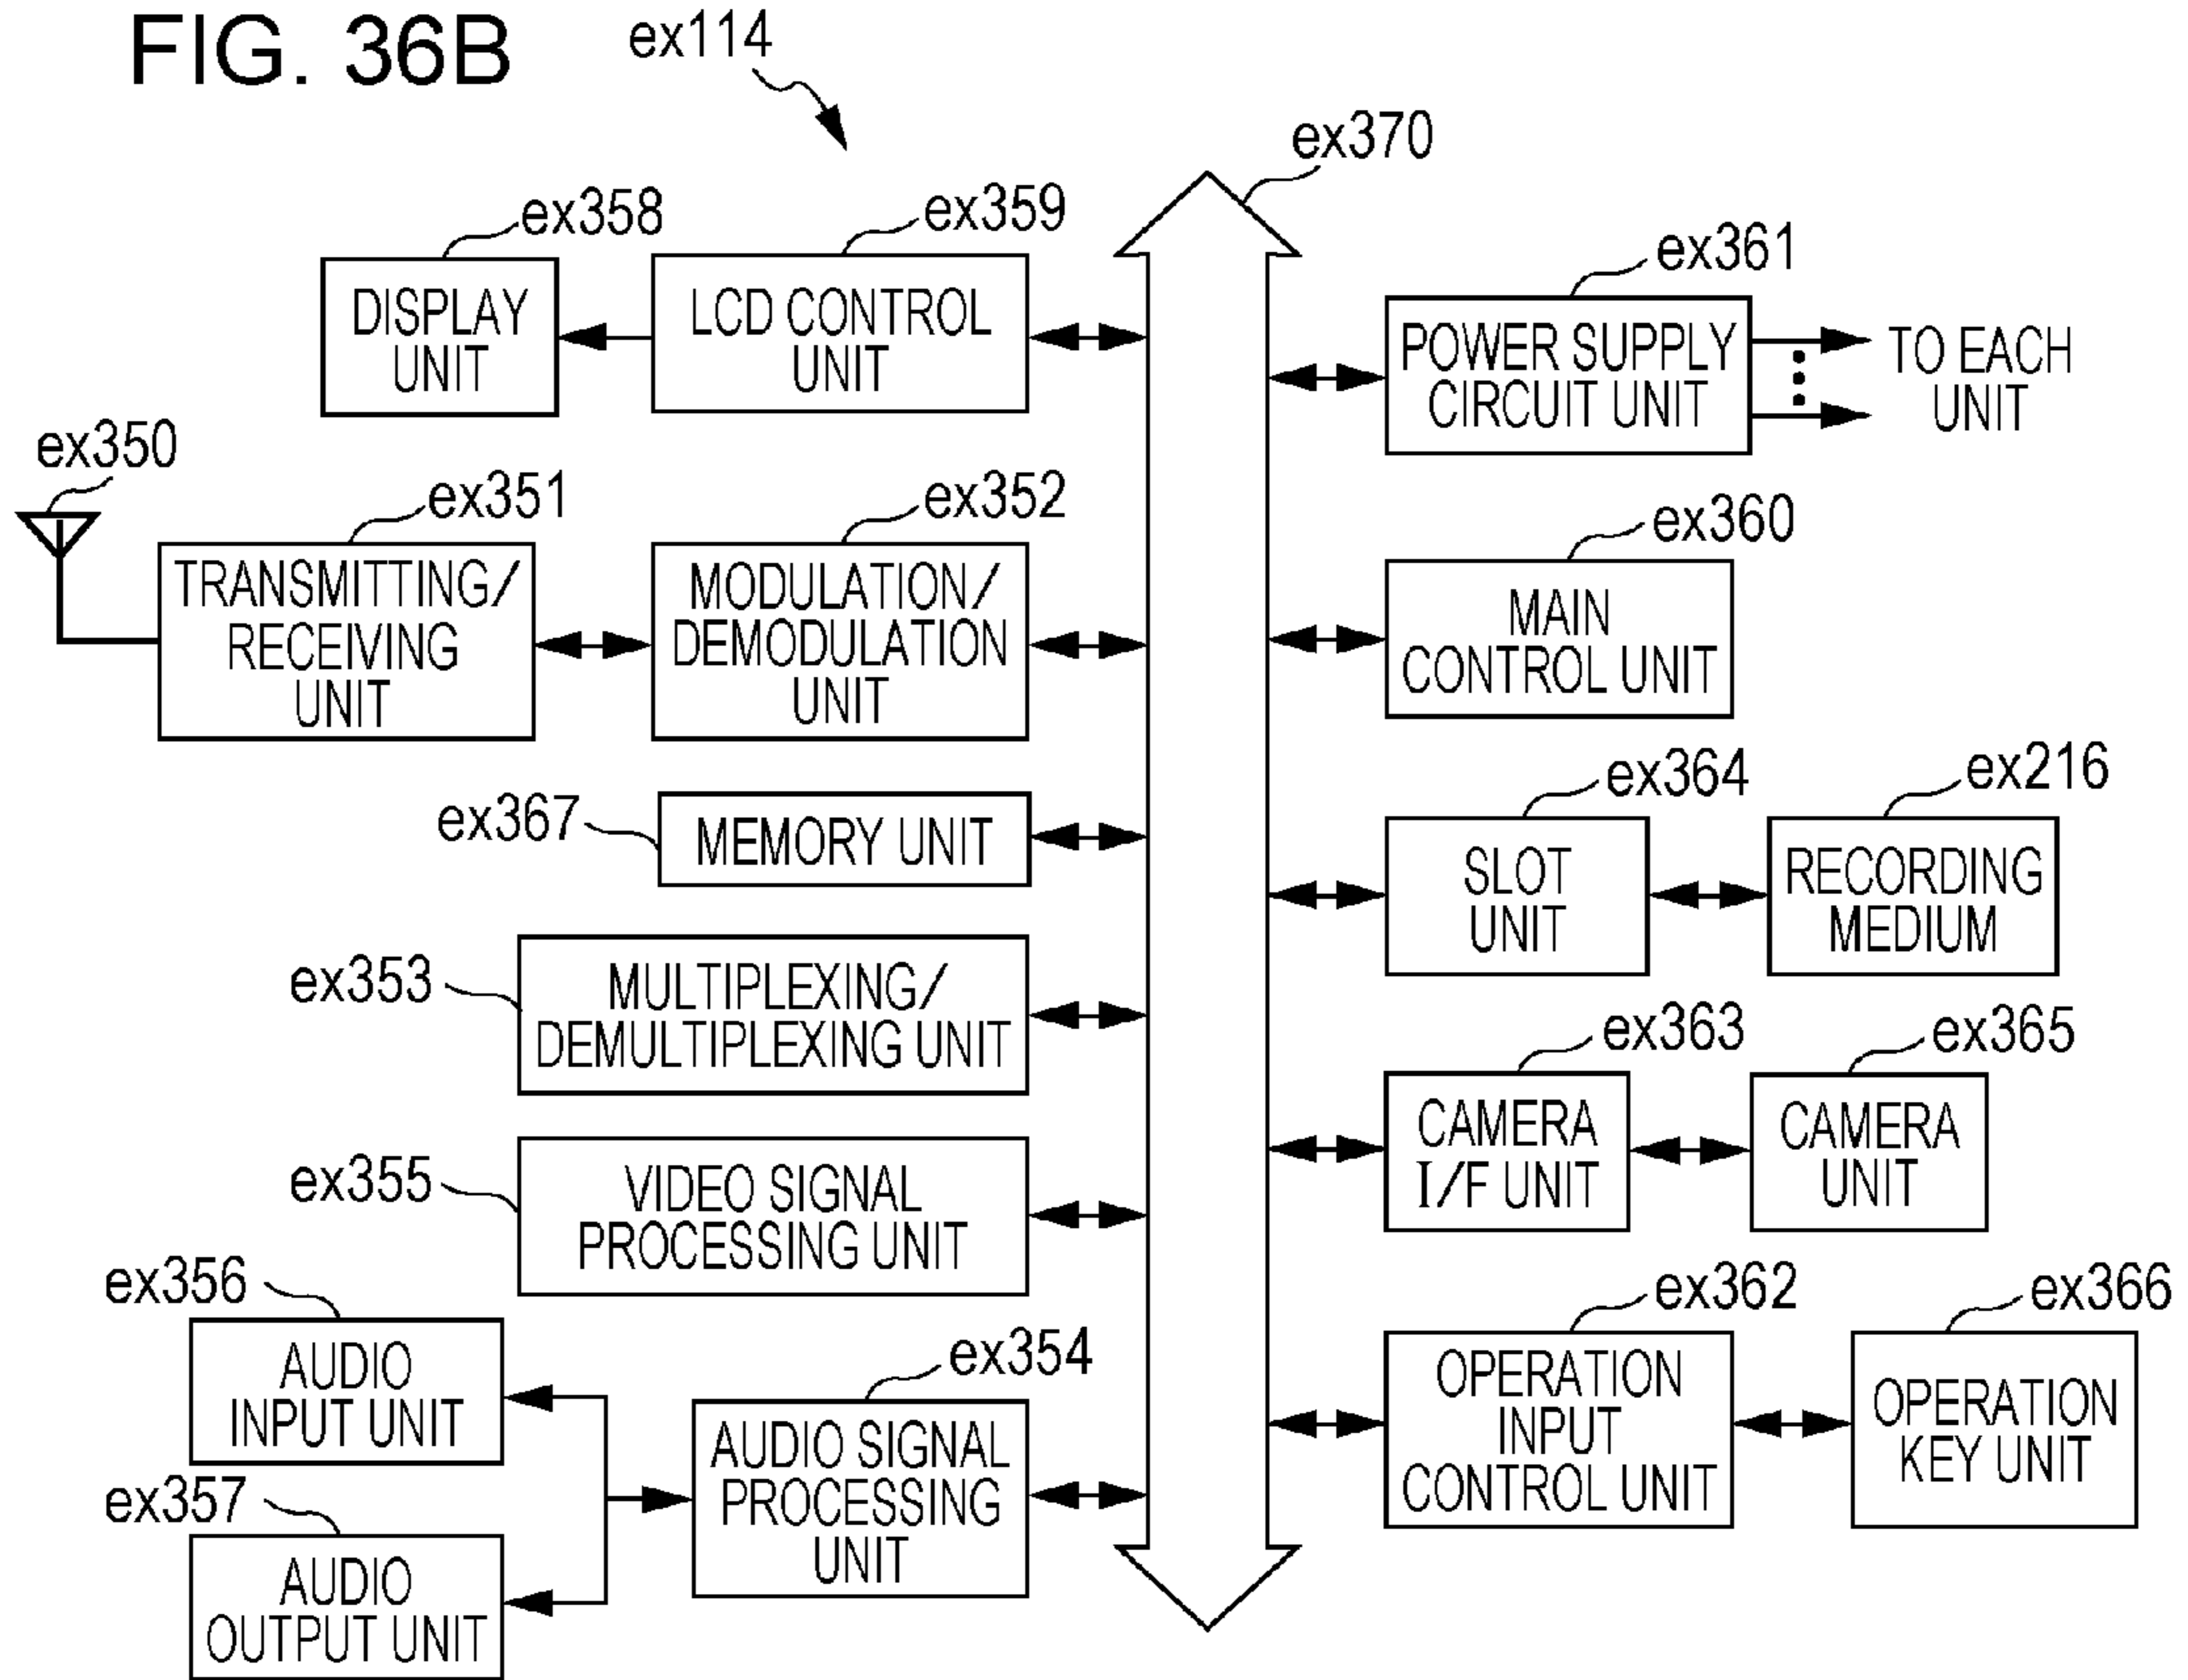 FIG. 36B
ex114
ex370
ex358
ex359
DISPLAY
UNIT
LCD CONTROL
UNIT
ex361
POWER SUPPLY
CIRCUIT UNIT
TO EACH
UNIT
ex350
ex351
TRANSMITTING/
RECEIVING
UNIT
ex352
MODULATION/
DEMODULATION
UNIT
ex360
MAIN
CONTROL UNIT
ex367
MEMORY UNIT
ex364
SLOT
UNIT
ex216
RECORDING
MEDIUM
ex353
MULTIPLEXING/
DEMULTIPLEXING UNIT
ex363
CAMERA
I/F UNIT
ex365
CAMERA
UNIT
ex355
VIDEO SIGNAL
PROCESSING UNIT
ex356
AUDIO
INPUT UNIT
ex354
AUDIO SIGNAL
PROCESSING
UNIT
ex357
AUDIO
OUTPUT UNIT
ex362
OPERATION
INPUT
CONTROL UNIT
ex366
OPERATION
KEY UNIT